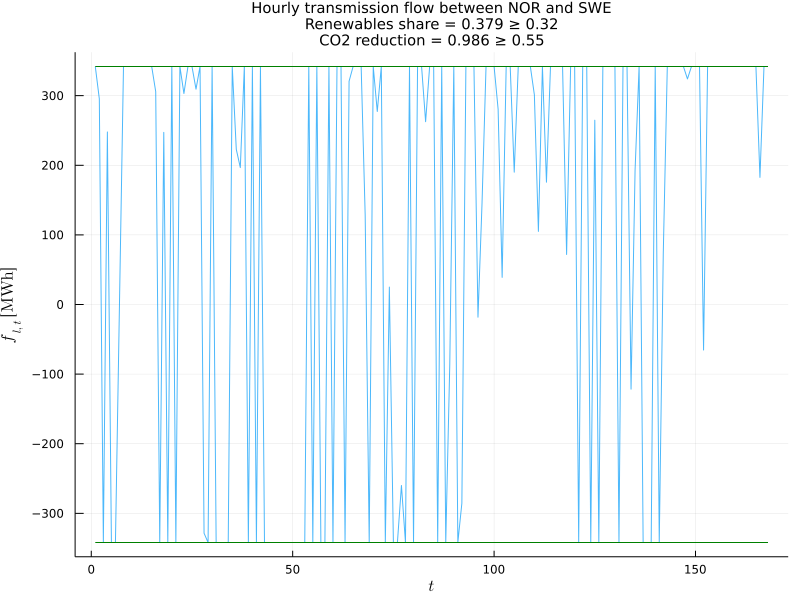 Hourly transmission flow between NOR and SWE
Renewables share = 0.379 ≥ 0.32
CO2 reduction = 0.986 ≥ 0.55
300
200
100
0
−100
−200
−300
f l,t [MWh]
0 50 100 150
t